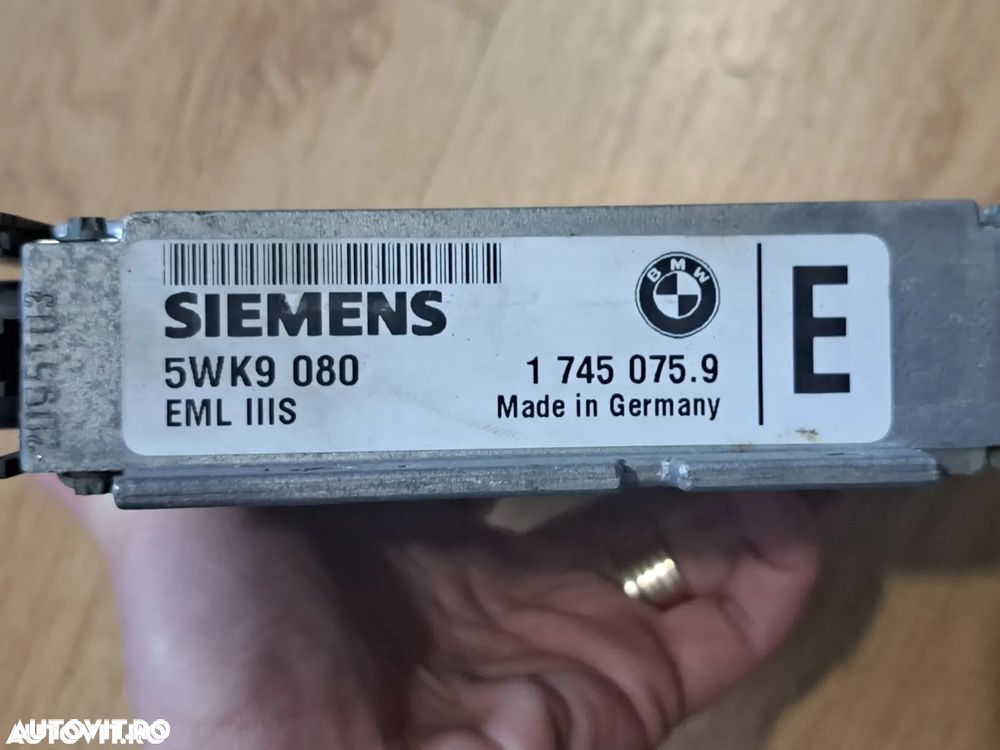 SIEMENS
5WK9 080
EML IIIS
BMW
1 745 075.9
Made in Germany
E
AUTOVIT.RO